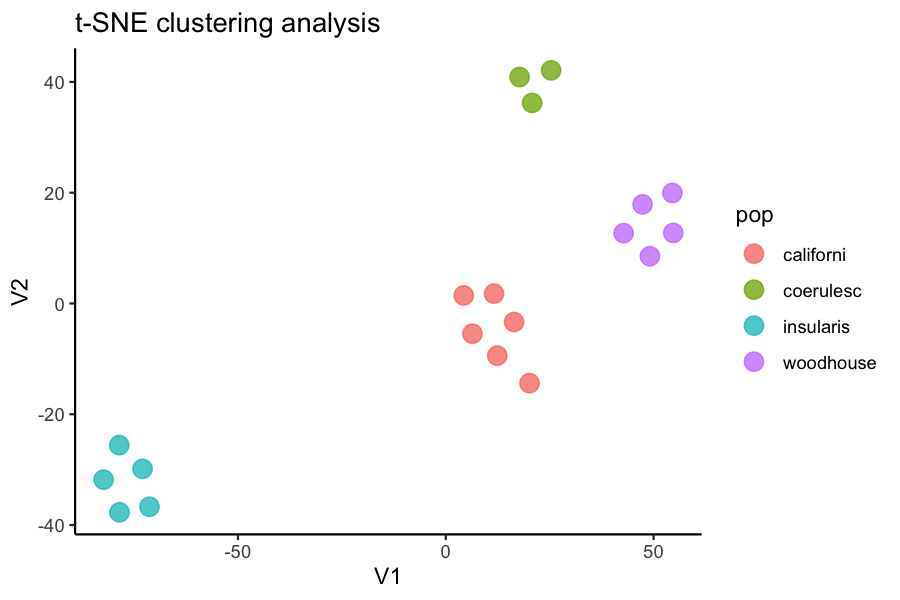 t-SNE clustering analysis
40
20
0
-20
-40
V2
-50
0
50
V1
pop
californi
coerulesc
insularis
woodhouse